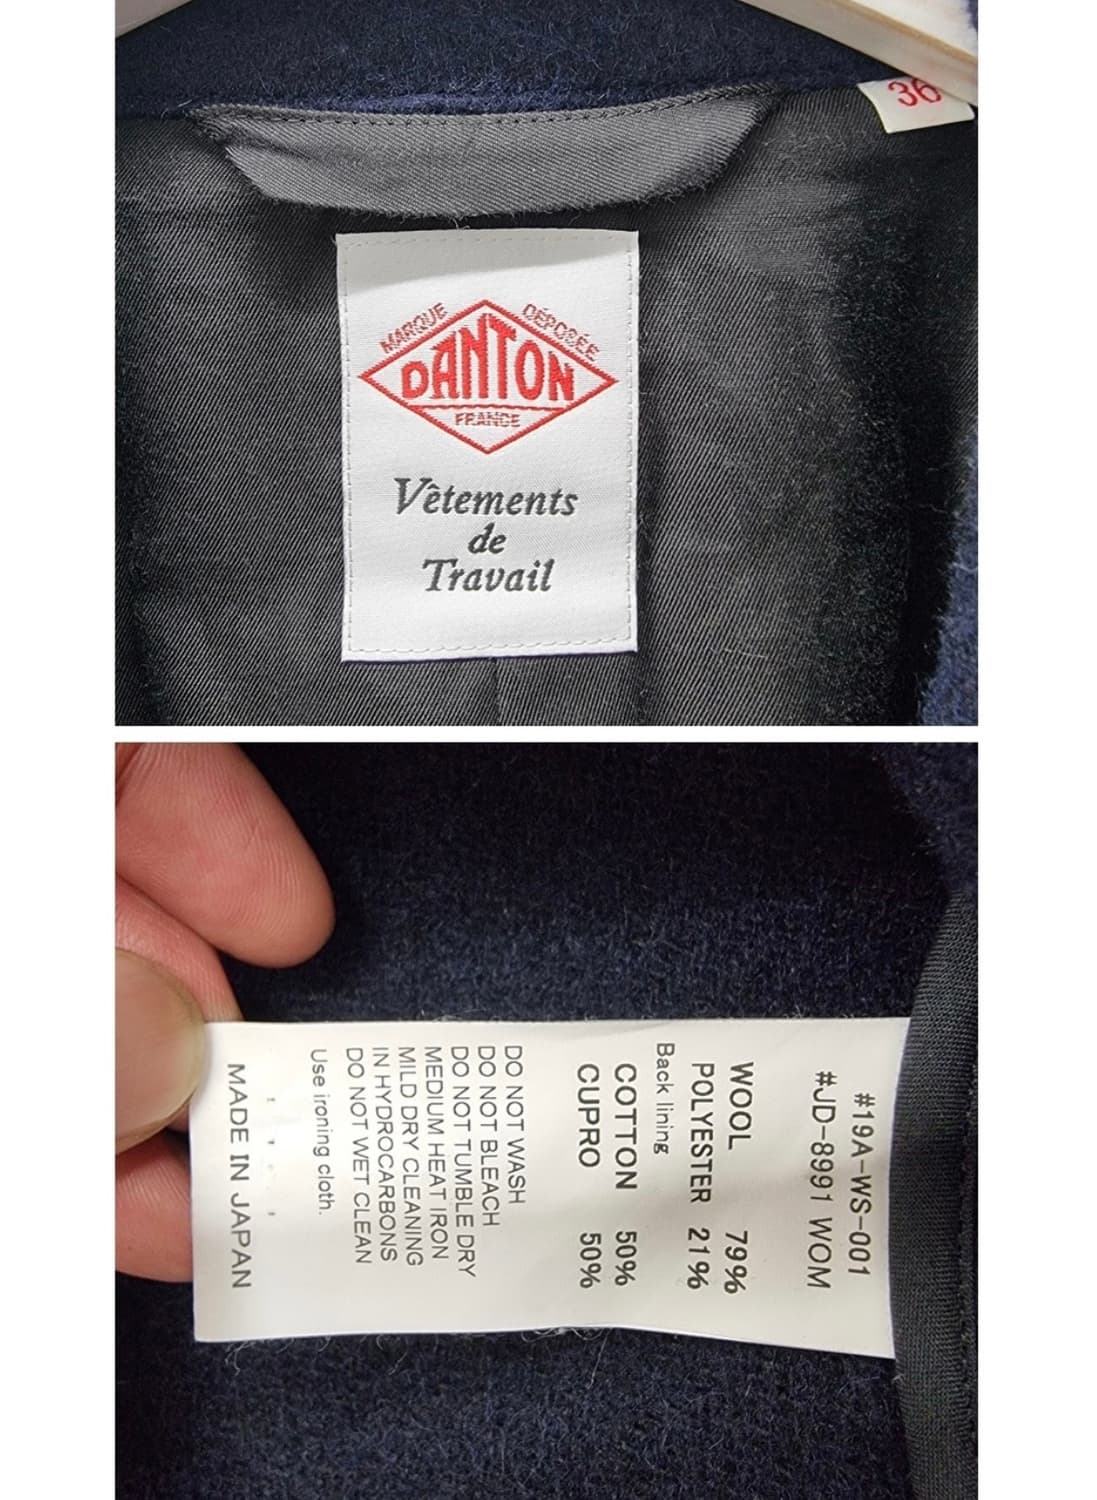 36
MARQUE DÉPOSÉE
DANTON
FRANCE
Vêtements
de
Travail
#19A-WS-001
#JD-8991 WOM
WOOL 79%
POLYESTER 21%
Back lining
COTTON 50%
CUPRO 50%
DO NOT WASH
DO NOT BLEACH
DO NOT TUMBLE DRY
MEDIUM HEAT IRON
MILD DRY CLEANING
IN HYDROCARBONS
DO NOT WET CLEAN
Use ironing cloth.
MADE IN JAPAN